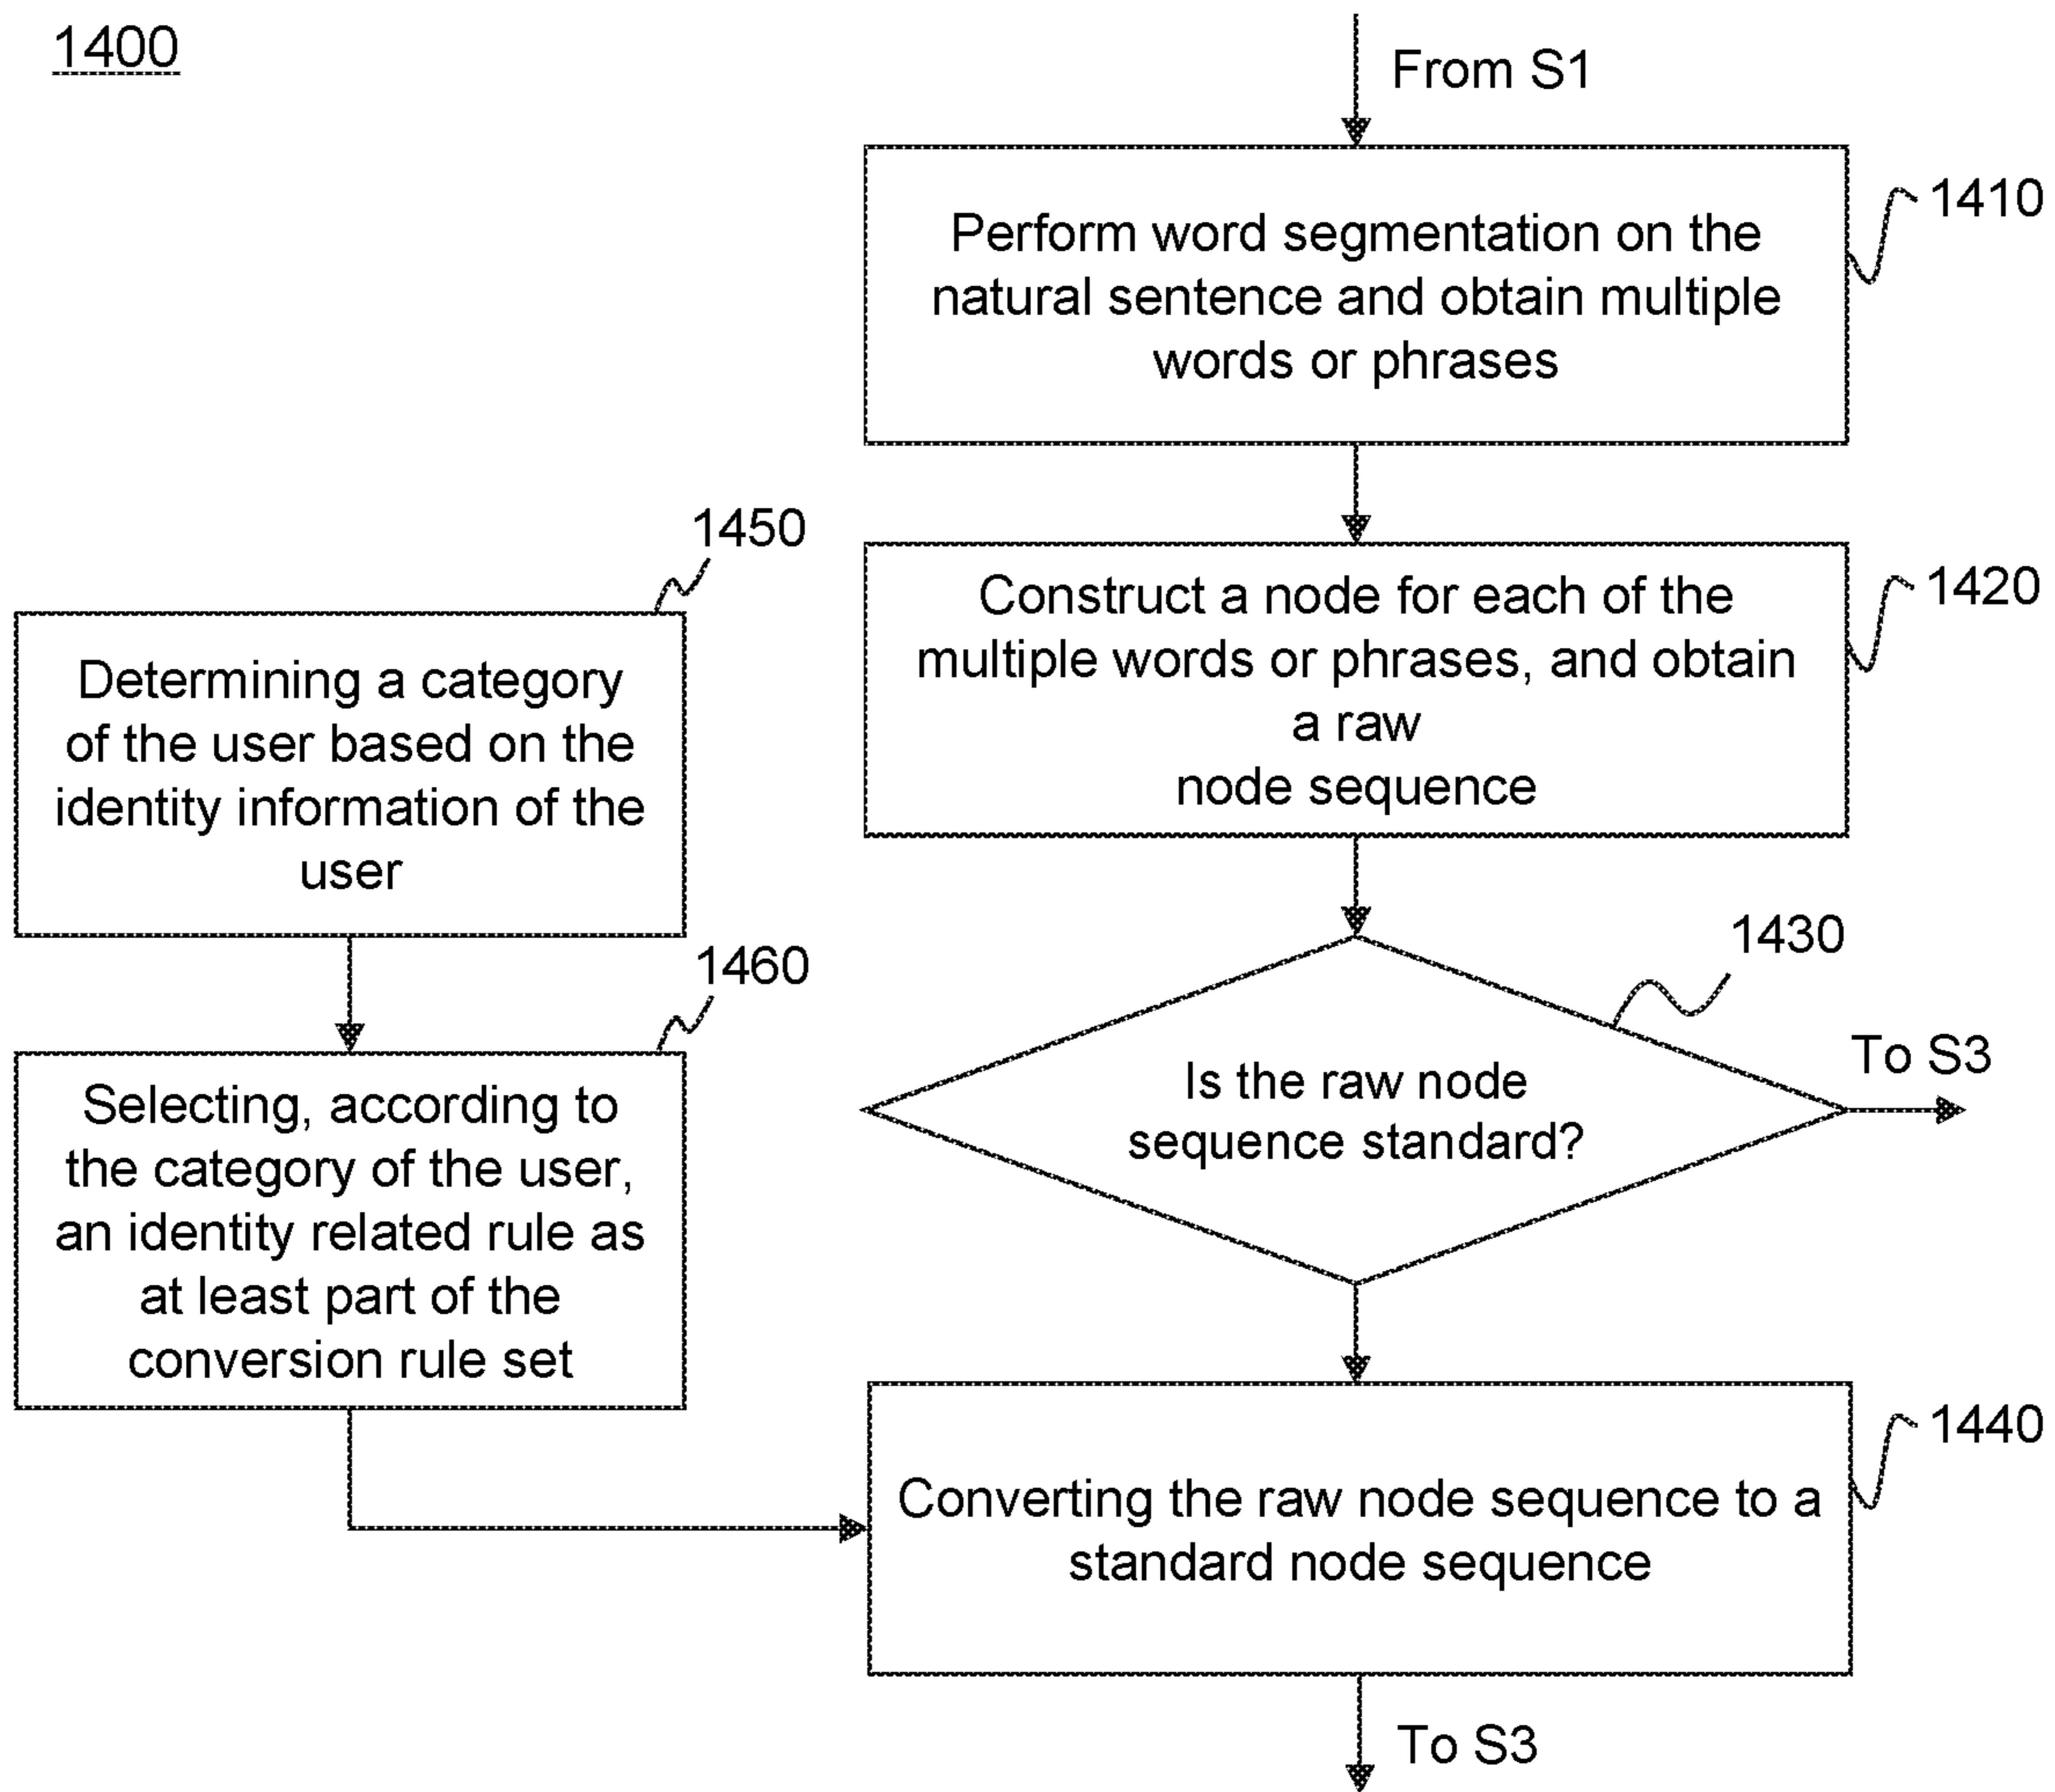 1400
From S1
1410
Perform word segmentation on the
natural sentence and obtain multiple
words or phrases
1420
Construct a node for each of the
multiple words or phrases, and obtain
a raw
node sequence
1450
Determining a category
of the user based on the
identity information of the
user
1430
Is the raw node
sequence standard?
To S3
1460
Selecting, according to
the category of the user,
an identity related rule as
at least part of the
conversion rule set
1440
Converting the raw node sequence to a
standard node sequence
To S3